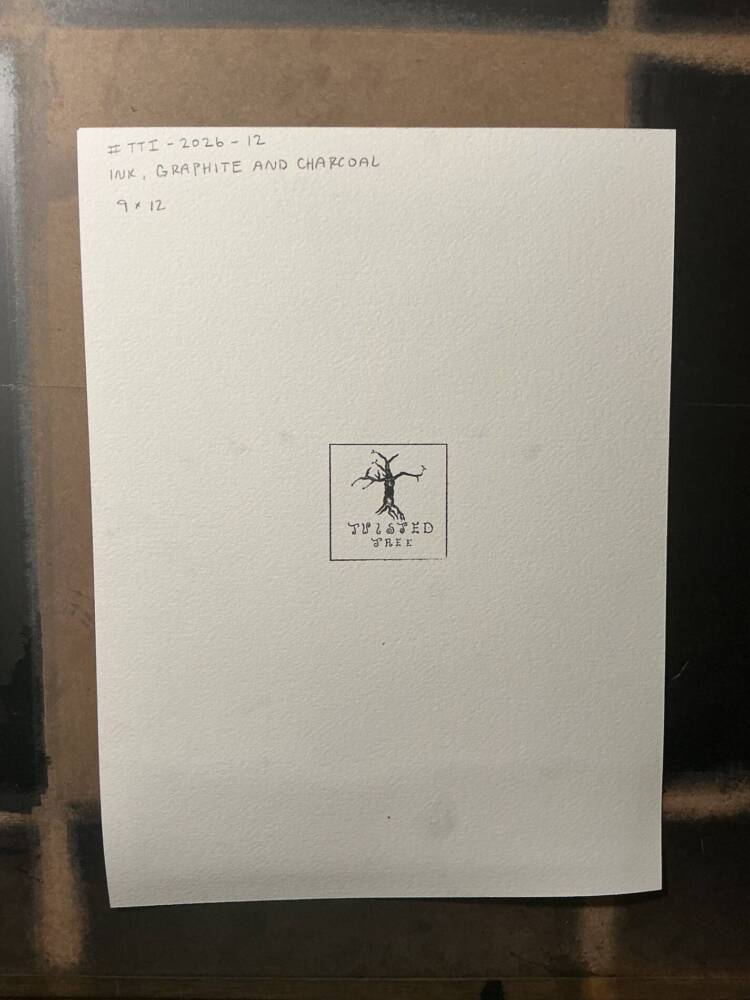 # TTI - 2026 - 12
INK, GRAPHITE AND CHARCOAL
9 x 12
TWISTED
TREE